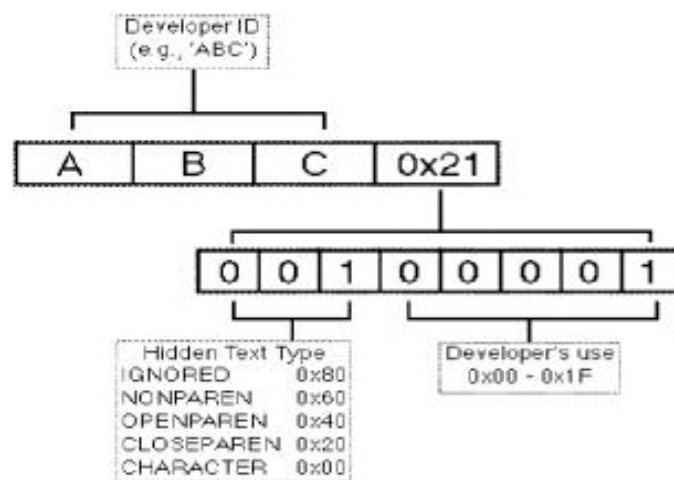 Developer ID
(e.g., 'ABC')
A B C 0x21
0 0 1 0 0 0 0 1
Hidden Text Type
IGNORED 0x80
NONPAREN 0x60
OPENPAREN 0x40
CLOSEPAREN 0x20
CHARACTER 0x00
Developer's use
0x00 - 0x1F